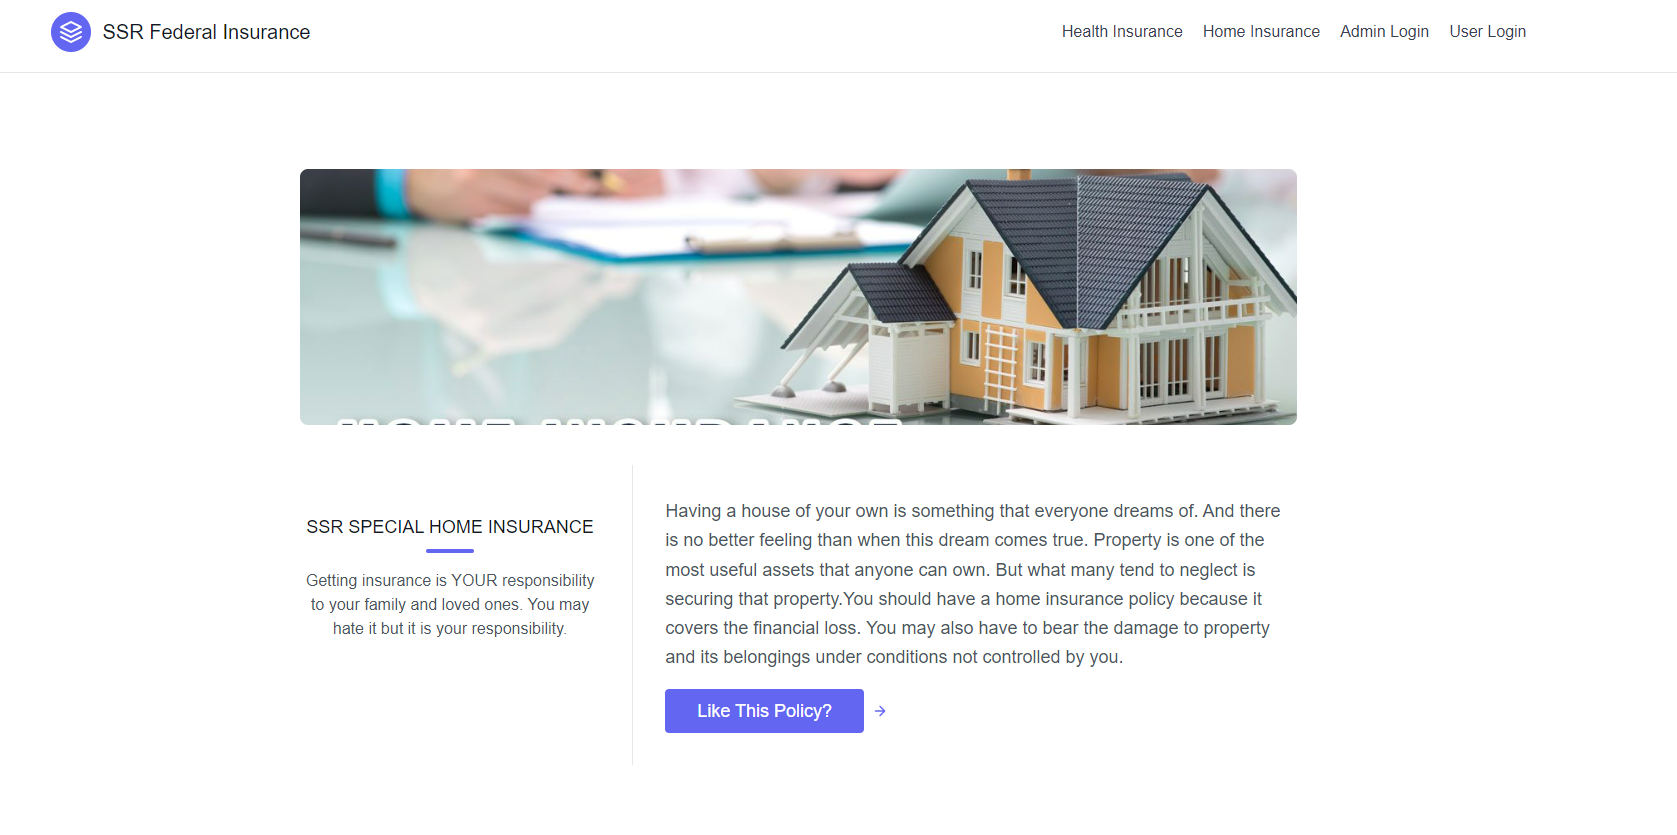 SSR Federal Insurance
Health Insurance
Home Insurance
Admin Login
User Login
SSR SPECIAL HOME INSURANCE
Getting insurance is YOUR responsibility
to your family and loved ones. You may
hate it but it is your responsibility.
Having a house of your own is something that everyone dreams of. And there
is no better feeling than when this dream comes true. Property is one of the
most useful assets that anyone can own. But what many tend to neglect is
securing that property.You should have a home insurance policy because it
covers the financial loss. You may also have to bear the damage to property
and its belongings under conditions not controlled by you.
Like This Policy? →